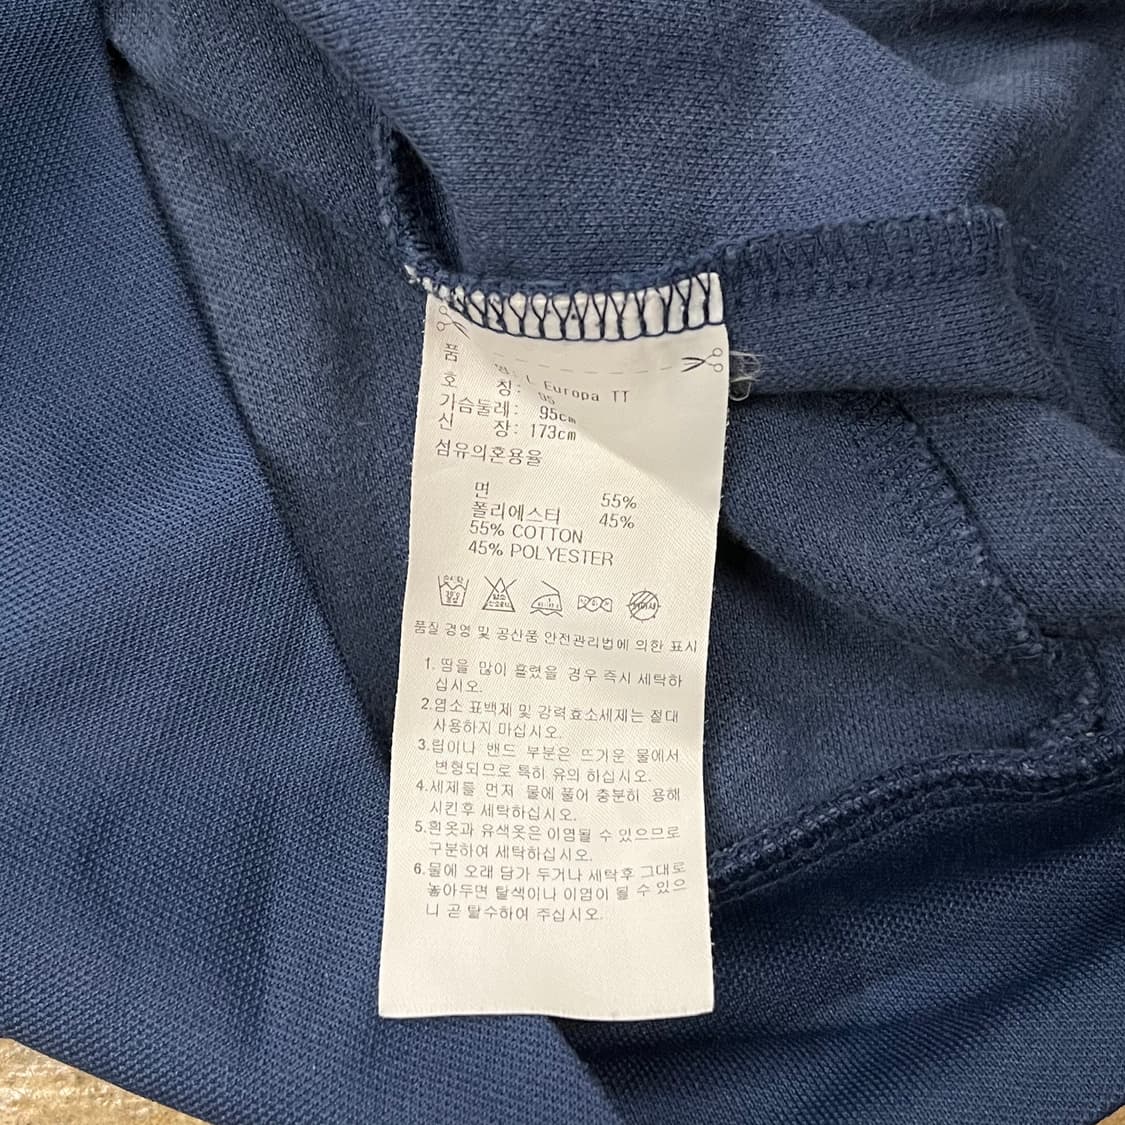 품 명: L Europa TT
호 칭: 95
가슴둘레: 95cm
신 장: 173cm
섬유의혼용율
면 55%
폴리에스터 45%
55% COTTON
45% POLYESTER
품질 경영 및 공산품 안전관리법에 의한 표시
1. 땀을 많이 흘렸을 경우 즉시 세탁하
십시오.
2.염소 표백제 및 강력효소세제는 절대
사용하지 마십시오.
3.립이나 밴드 부분은 뜨거운 물에서
변형되므로 특히 유의 하십시오.
4.세제를 먼저 물에 풀어 충분히 용해
시킨후 세탁하십시오.
5.흰옷과 유색옷은 이염될 수 있으므로
구분하여 세탁하십시오.
6.물에 오래 담가 두거나 세탁후 그대로
놓아두면 탈색이나 이염이 될 수 있으
니 곧 탈수하여 주십시오.